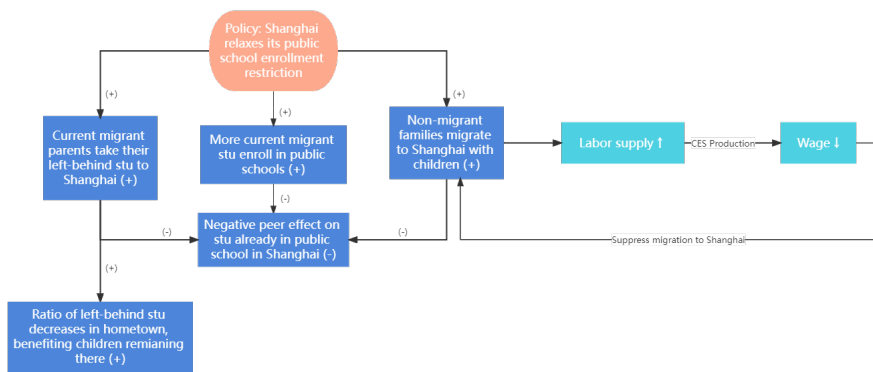 Policy: Shanghai
relaxes its public
school enrollment
restriction
(+)
(+)
(+)
Current migrant
parents take their
left-behind stu to
Shanghai (+)
More current migrant
stu enroll in public
schools (+)
Non-migrant
families migrate
to Shanghai with
children (+)
Labor supply ↑
CES Production
Wage ↓
(-)
(-)
(-)
Negative peer effect on
stu already in public
school in Shanghai (-)
Suppress migration to Shanghai
(+)
Ratio of left-behind stu
decreases in hometown,
benefiting children remianing
there (+)